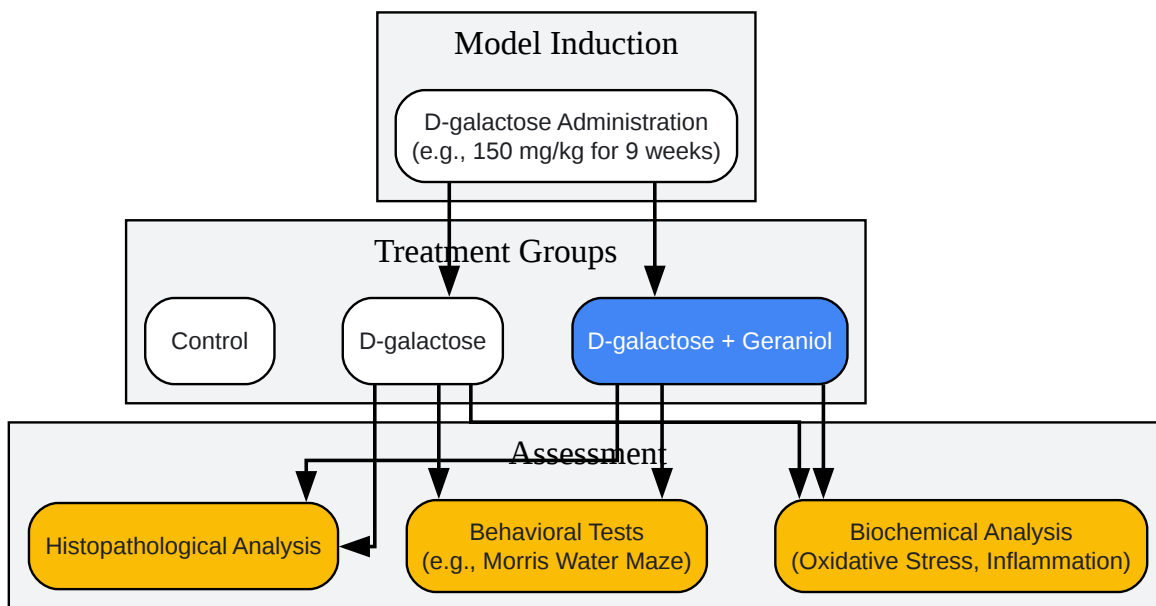 Model Induction
D-galactose Administration
(e.g., 150 mg/kg for 9 weeks)
Treatment Groups
Control
D-galactose
D-galactose + Geraniol
Assessment
Histopathological Analysis
Behavioral Tests
(e.g., Morris Water Maze)
Biochemical Analysis
(Oxidative Stress, Inflammation)